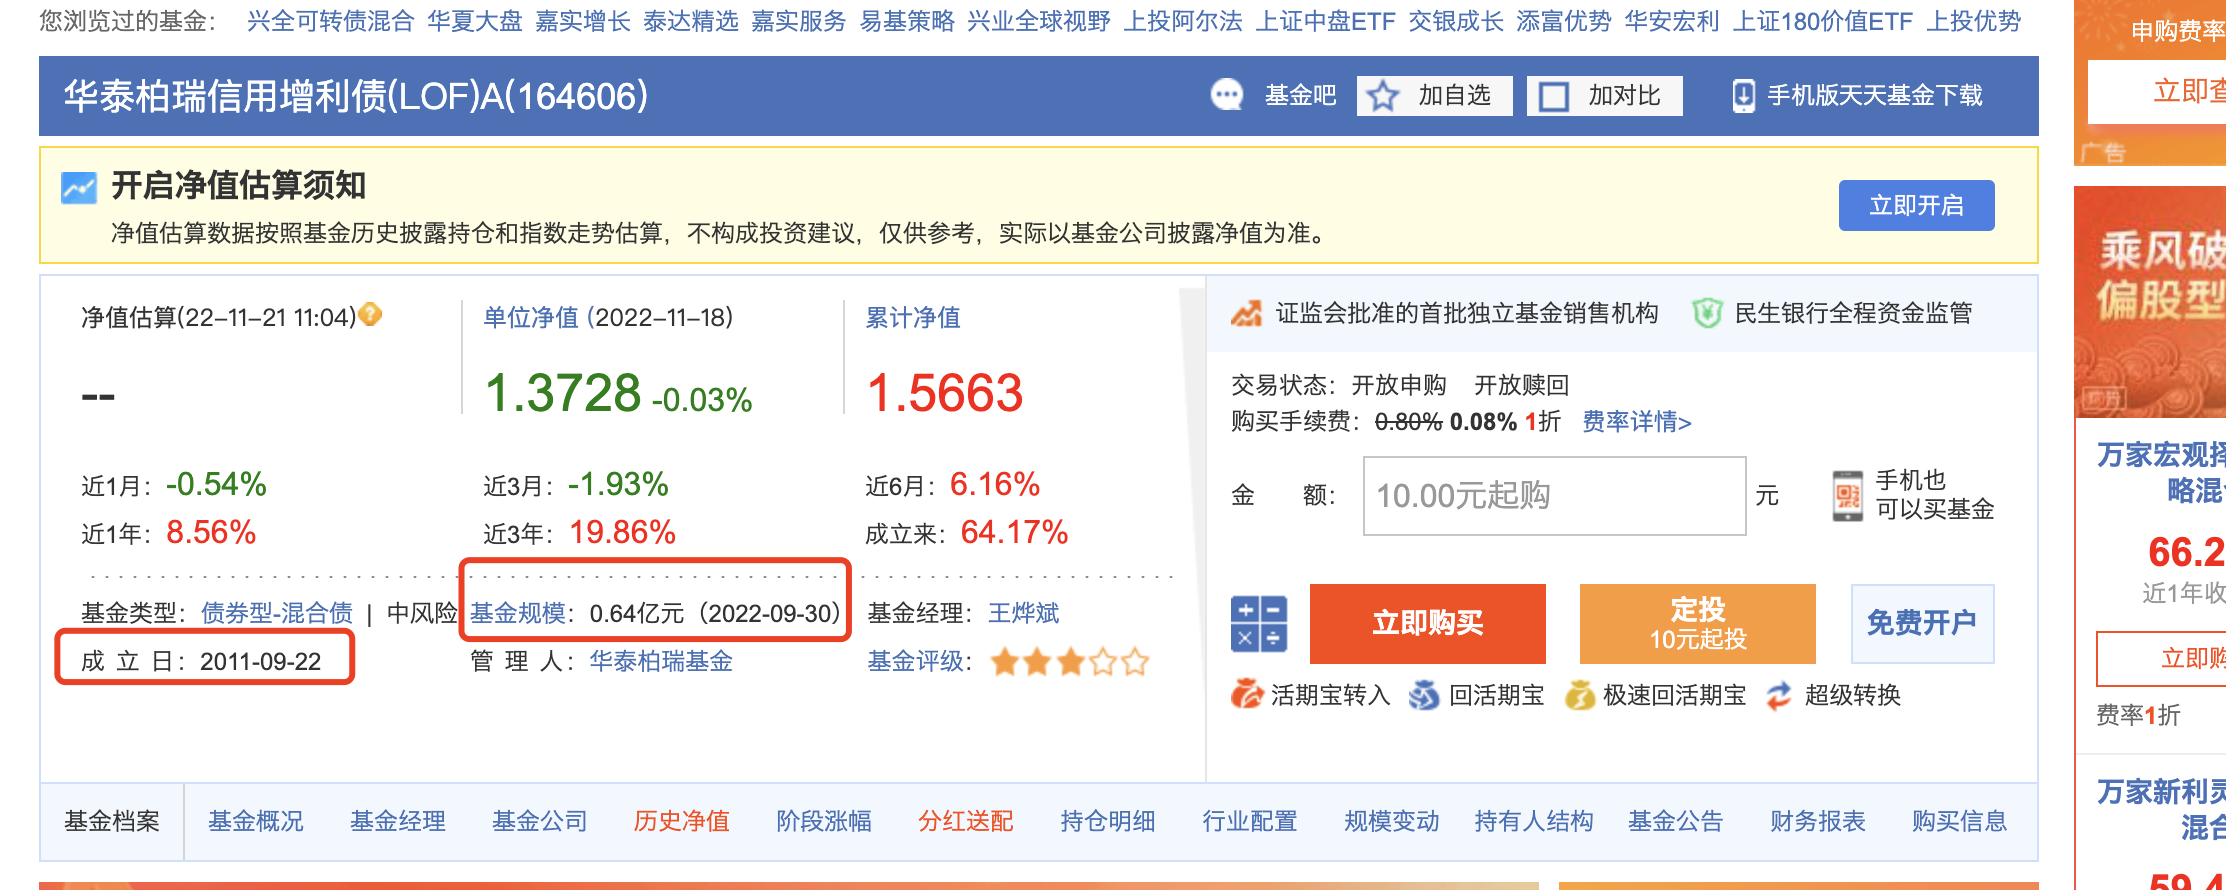 您浏览过的基金： 兴全可转债混合 华夏大盘 嘉实增长 泰达精选 嘉实服务 易基策略 兴业全球视野 上投阿尔法 上证中盘ETF 交银成长 添富优势 华安宏利 上证180价值ETF 上投优势
华泰柏瑞信用增利债(LOF)A(164606)
基金吧 加自选 加对比 手机版天天基金下载
开启净值估算须知
净值估算数据按照基金历史披露持仓和指数走势估算，不构成投资建议，仅供参考，实际以基金公司披露净值为准。
立即开启
净值估算(22-11-21 11:04) 单位净值 (2022-11-18) 累计净值
-- 1.3728 -0.03% 1.5663
近1月：-0.54% 近3月：-1.93% 近6月：6.16%
近1年：8.56% 近3年：19.86% 成立来：64.17%
基金类型：债券型-混合债 | 中风险 基金规模：0.64亿元（2022-09-30） 基金经理：王烨斌
成 立 日：2011-09-22 管 理 人：华泰柏瑞基金 基金评级：
证监会批准的首批独立基金销售机构 民生银行全程资金监管
交易状态：开放申购 开放赎回
购买手续费：0.80% 0.08% 1折 费率详情>
金 额： 10.00元起购 元
手机也
可以买基金
立即购买
定投
10元起投
免费开户
活期宝转入 回活期宝 极速回活期宝 超级转换
基金档案 基金概况 基金经理 基金公司 历史净值 阶段涨幅 分红送配 持仓明细 行业配置 规模变动 持有人结构 基金公告 财务报表 购买信息
申购费率
立即查
广告
乘风破
偏股型
万家宏观择
略混合
66.2
近1年收
立即购
费率1折
万家新利灵
混合
59.4